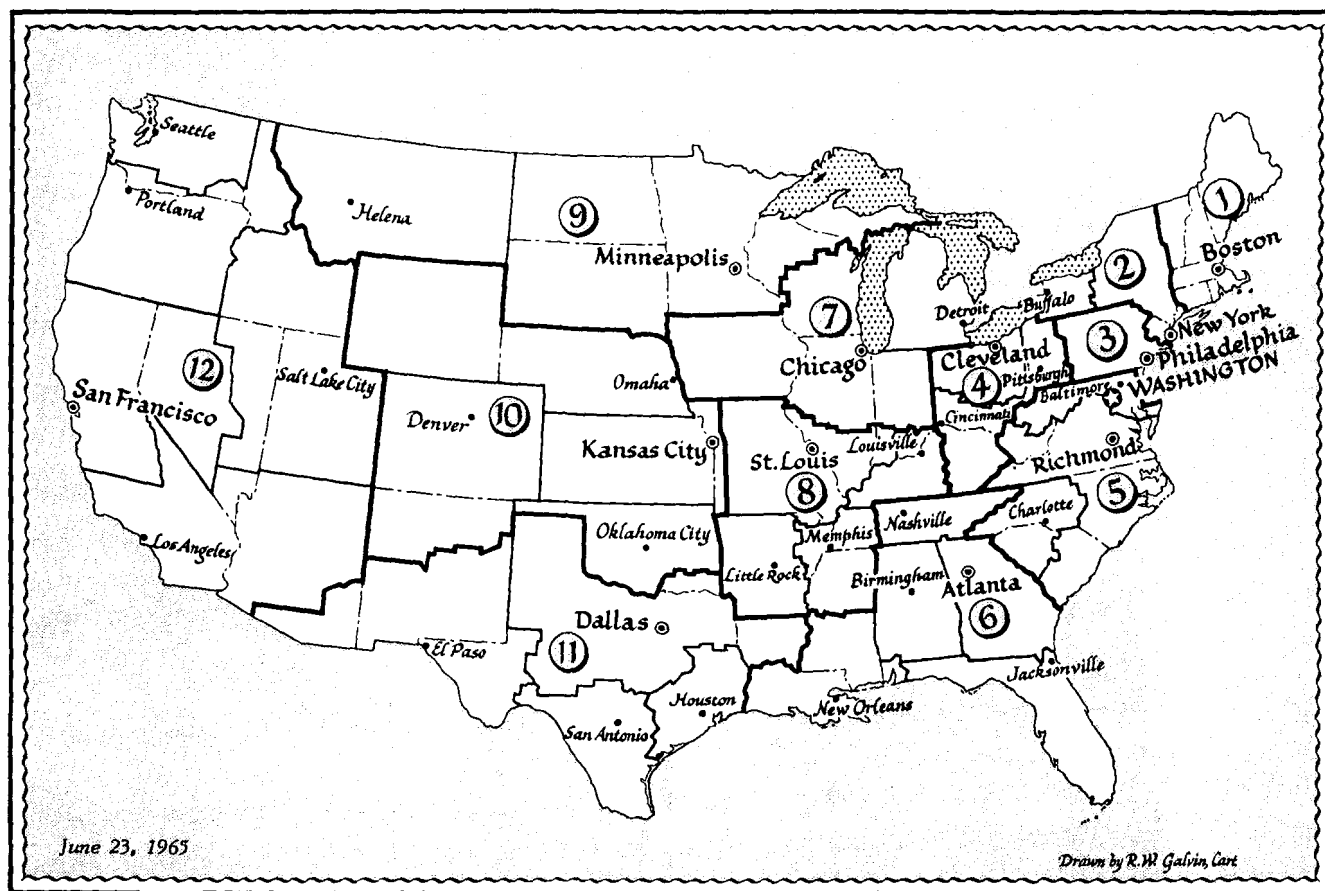 Seattle
Portland
Helena
9
Minneapolis
1
Boston
2
Buffalo
Detroit
7
Chicago
3
New York
Philadelphia
WASHINGTON
Cleveland
4
Pittsburgh
Baltimore
Cincinnati
12
San Francisco
Salt Lake City
Omaha
Denver
10
Kansas City
St. Louis
8
Louisville
Richmond
5
Charlotte
Nashville
Memphis
Los Angeles
Oklahoma City
Little Rock
Birmingham
Atlanta
6
Dallas
11
El Paso
Houston
San Antonio
New Orleans
Jacksonville
June 23, 1965
Drawn by R.W. Galvin, Cart